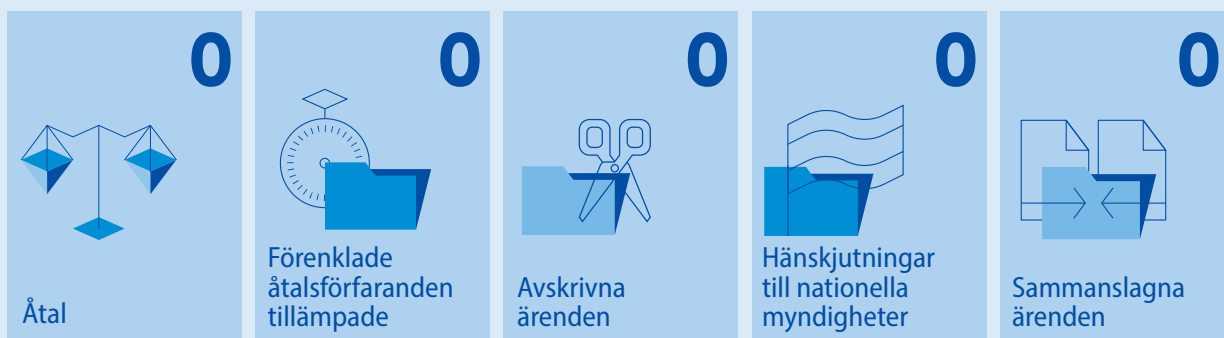 0
Åtal
0
Förenklade
åtalsförfaranden
tillämpade
0
Avskrivna
ärenden
0
Hänskjutningar
till nationella
myndigheter
0
Sammanslagna
ärenden